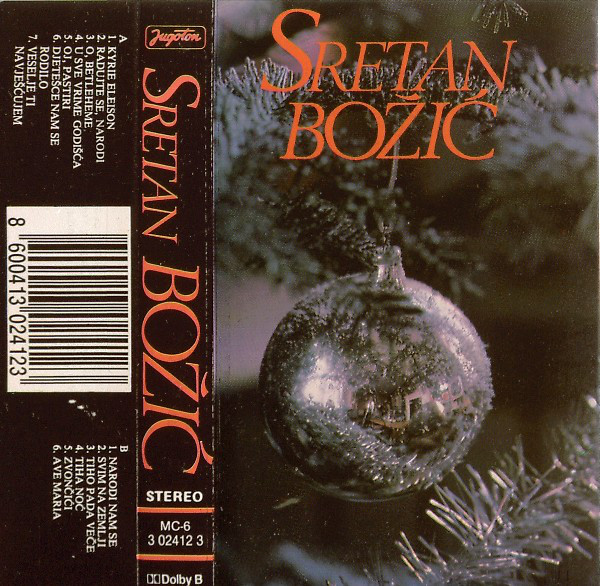 A
1. KYRIE ELEISON
2. RADUJTE SE, NARODI
3. O, BETLEHEME
4. U SVE VRIME GODIŠĆA
5. OJ, PASTIRI
6. DJETEŠCE NAM SE
RODILO
7. VESELJE TI
NAVJEŠĆUJEM
8 600413 024123
B
1. NARODI NAM SE
2. SVIM NA ZEMLJI
3. TIHO PADA VEČE
4. TIHA NOĆ
5. ZVONČIĆI
6. AVE MARIA
Jugoton
SRETAN BOŽIĆ
STEREO
MC-6
3 02412 3
Dolby B
SRETAN
BOŽIĆ